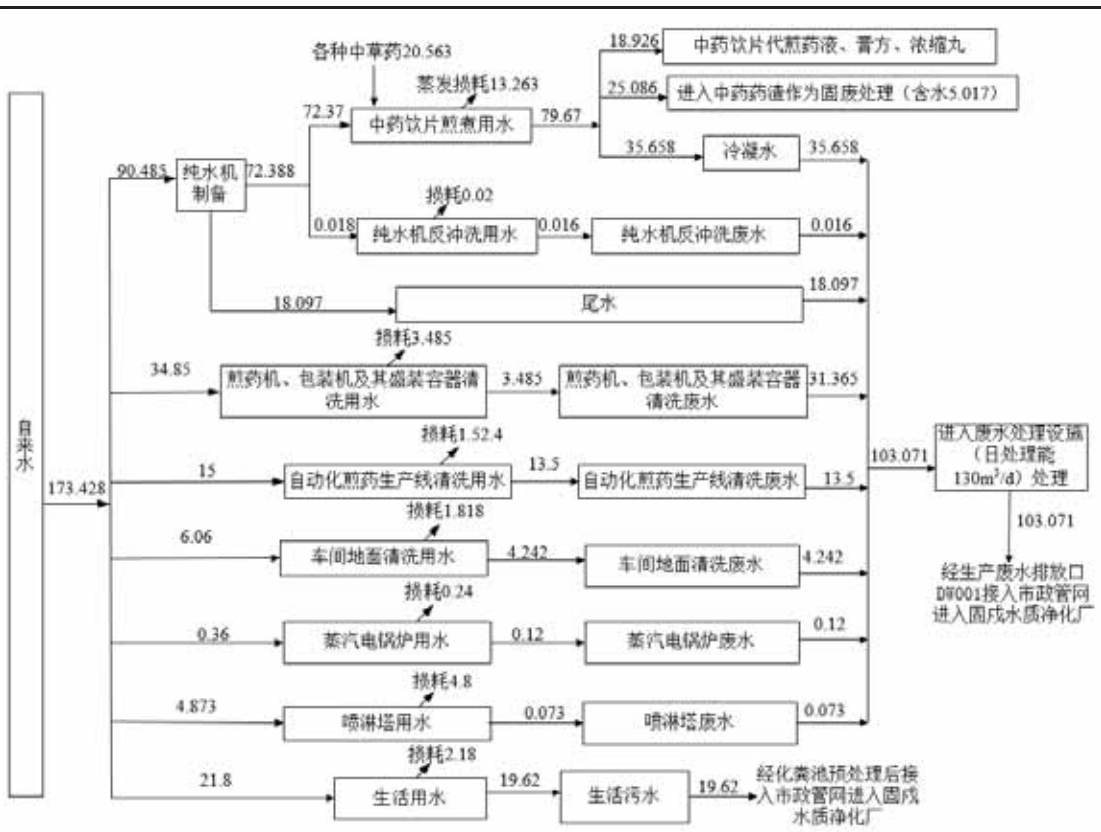 各种中草药20.563
蒸发损耗13.263
18.926
中药饮片代煎药液、膏方、浓缩丸
72.37
中药饮片煎煮用水
79.67
25.086
进入中药药渣作为固废处理（含水5.017）
35.658
冷凝水
35.658
90.485
纯水机
制备
72.388
损耗0.02
0.018
纯水机反冲洗用水
0.016
纯水机反冲洗废水
0.016
18.097
尾水
18.097
损耗3.485
34.85
煎药机、包装机及其盛装容器清
洗用水
3.485
煎药机、包装机及其盛装容器
清洗废水
31.365
自来水
173.428
损耗1.52.4
15
自动化煎药生产线清洗用水
13.5
自动化煎药生产线清洗废水
13.5
103.071
进入废水处理设施
（日处理能
130m³/d）处理
103.071
经生产废水排放口
DW001接入市政管网
进入固戍水质净化厂
损耗1.818
6.06
车间地面清洗用水
4.242
车间地面清洗废水
4.242
损耗0.24
0.36
蒸汽电锅炉用水
0.12
蒸汽电锅炉废水
0.12
损耗4.8
4.873
喷淋塔用水
0.073
喷淋塔废水
0.073
损耗2.18
21.8
生活用水
19.62
生活污水
19.62
经化粪池预处理后接
入市政管网进入固戍
水质净化厂